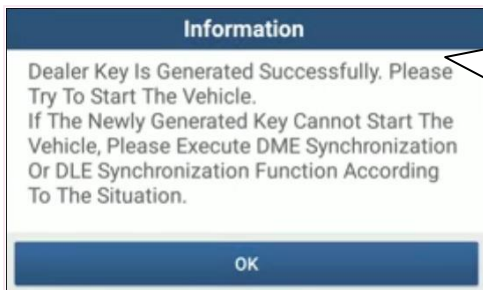 Information
Dealer Key Is Generated Successfully. Please
Try To Start The Vehicle.
If The Newly Generated Key Cannot Start The
Vehicle, Please Execute DME Synchronization
Or DLE Synchronization Function According
To The Situation.
OK